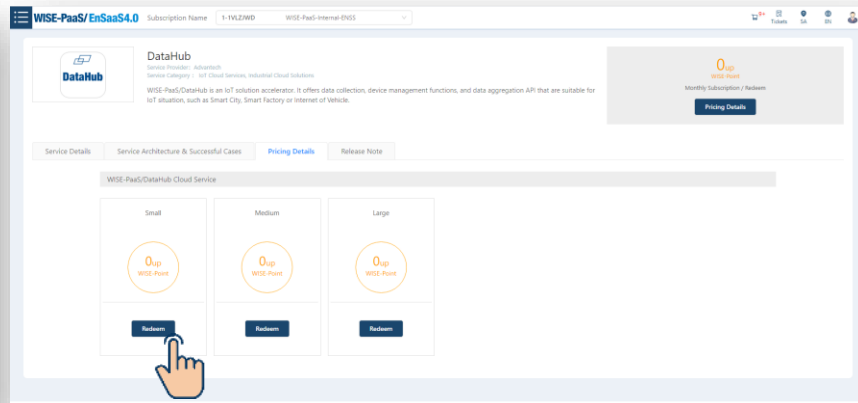 WISE-PaaS/ EnSaaS4.0 Subscription Name 1-1VLZJWD WISE-PaaS-Internal-ENSS
9+ Tickets SA EN
DataHub
DataHub
Service Provider: Advantech
Service Category : IoT Cloud Services, Industrial Cloud Solutions
WISE-PaaS/DataHub is an IoT solution accelerator. It offers data collection, device management functions, and data aggregation API that are suitable for
IoT situation, such as Smart City, Smart Factory or Internet of Vehicle.
0up
WISE-Point
Monthly Subscription / Redeem
Pricing Details
Service Details Service Architecture & Successful Cases Pricing Details Release Note
WISE-PaaS/DataHub Cloud Service
Small Medium Large
0up 0up 0up
WISE-Point WISE-Point WISE-Point
Redeem Redeem Redeem